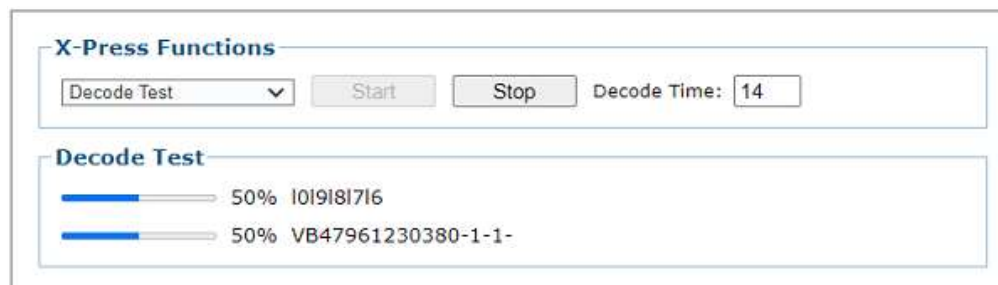 X-Press Functions
Decode Test Start Stop Decode Time: 14
Decode Test
50% l0l9l8l7l6
50% VB47961230380-1-1-